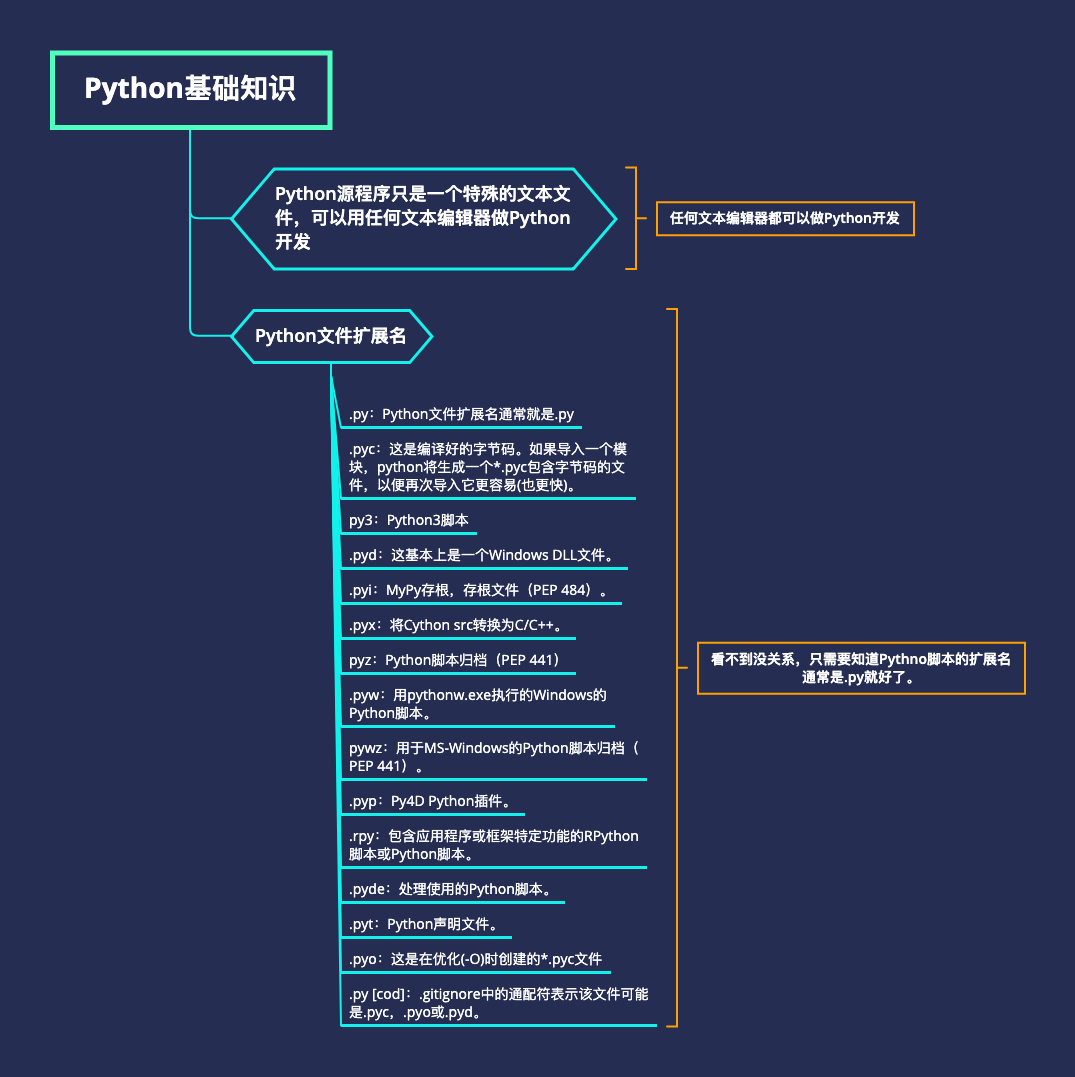 Python基础知识
Python源程序只是一个特殊的文本文
件，可以用任何文本编辑器做Python
开发
任何文本编辑器都可以做Python开发
Python文件扩展名
.py：Python文件扩展名通常就是.py
.pyc：这是编译好的字节码。如果导入一个模
块，python将生成一个*.pyc包含字节码的文
件，以便再次导入它更容易(也更快)。
py3：Python3脚本
.pyd：这基本上是一个Windows DLL文件。
.pyi：MyPy存根，存根文件（PEP 484）。
.pyx：将Cython src转换为C/C++。
pyz：Python脚本归档（PEP 441）
.pyw：用pythonw.exe执行的Windows的
Python脚本。
pywz：用于MS-Windows的Python脚本归档（
PEP 441）。
.pyp：Py4D Python插件。
.rpy：包含应用程序或框架特定功能的RPython
脚本或Python脚本。
.pyde：处理使用的Python脚本。
.pyt：Python声明文件。
.pyo：这是在优化(-O)时创建的*.pyc文件
.py [cod]：.gitignore中的通配符表示该文件可能
是.pyc，.pyo或.pyd。
看不到没关系，只需要知道Pythno脚本的扩展名
通常是.py就好了。